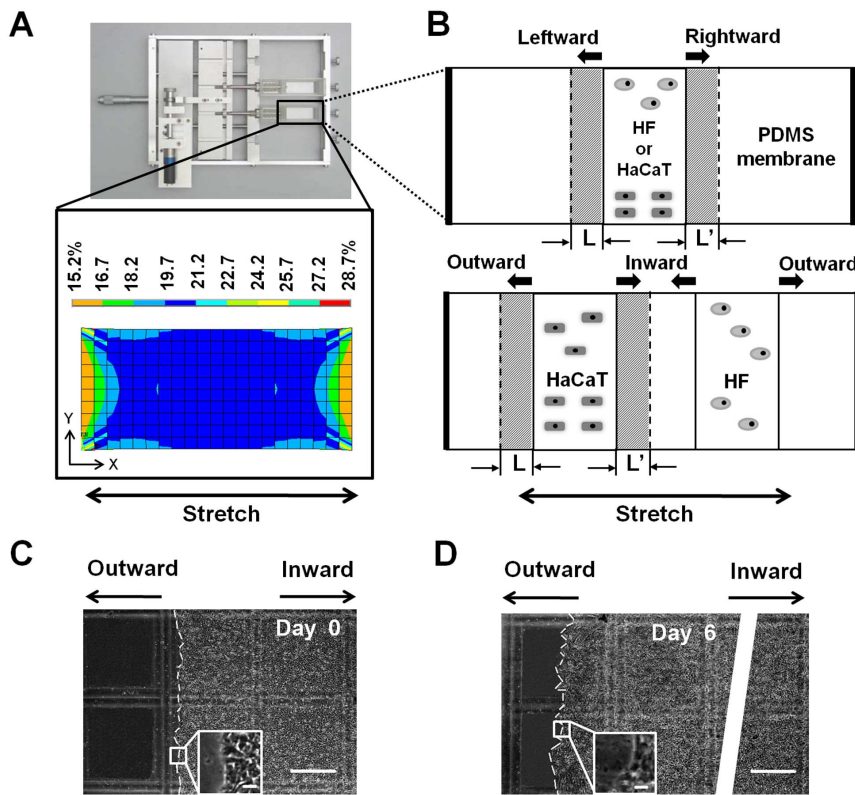 A
B
Leftward
Rightward
HF
or
HaCaT
PDMS
membrane
L
L'
15.2%
16.7
18.2
19.7
21.2
22.7
24.2
25.7
27.2
28.7%
Y
X
Stretch
Outward
Inward
Outward
HaCaT
HF
L
L'
Stretch
C
Outward
Inward
Day 0
D
Outward
Inward
Day 6